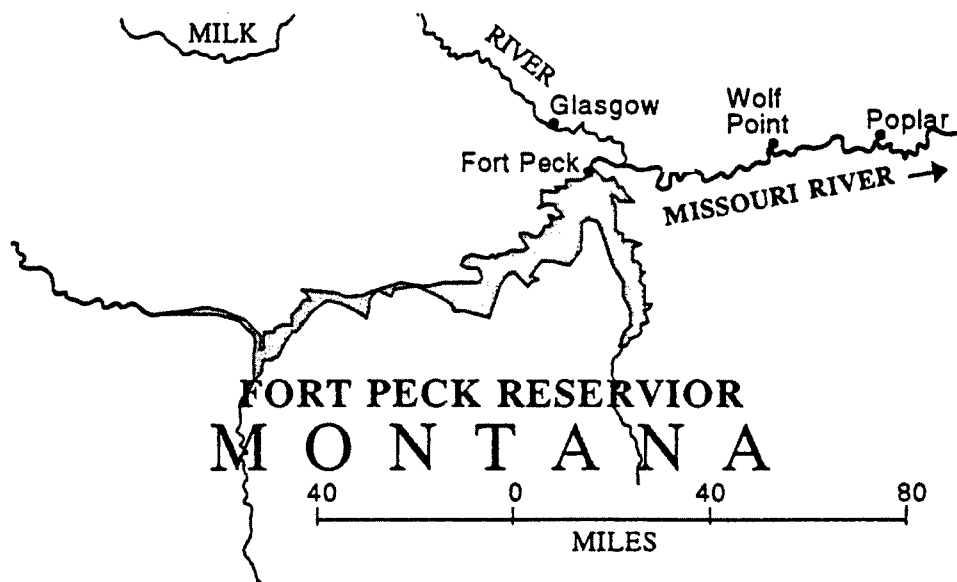 MILK
RIVER
Glasgow
Wolf
Point
Poplar
Fort Peck
MISSOURI RIVER
FORT PECK RESERVIOR
MONTANA
40 0 40 80
MILES